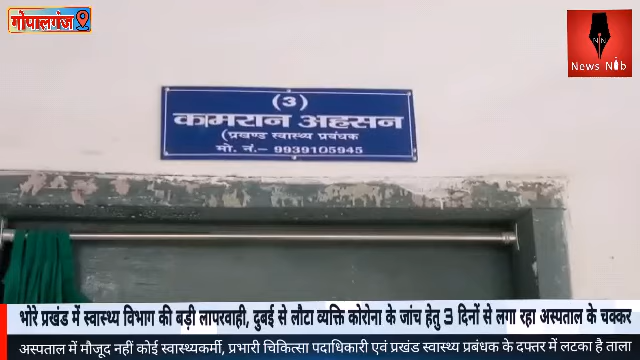 गोपालगंज
News Nib
(3)
कामरान अहसन
(प्रखण्ड स्वास्थ्य प्रबंधक
मो. नं.– 9939105945
भोरे प्रखंड में स्वास्थ्य विभाग की बड़ी लापरवाही, दुबई से लौटा व्यक्ति कोरोना के जांच हेतु 3 दिनों से लगा रहा अस्पताल के चक्कर
अस्पताल में मौजूद नहीं कोई स्वास्थ्यकर्मी, प्रभारी चिकित्सा पदाधिकारी एवं प्रखंड स्वास्थ्य प्रबंधक के दफ्तर में लटका है ताला